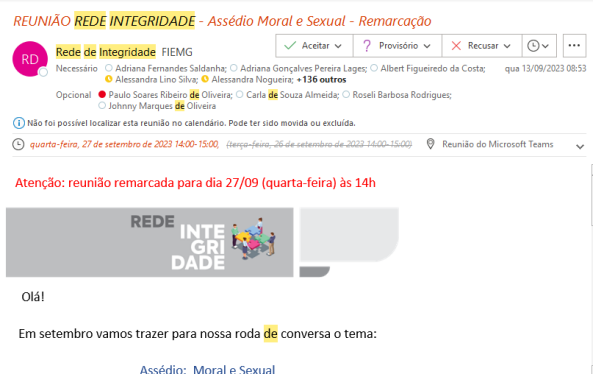 REUNIÃO REDE INTEGRIDADE - Assédio Moral e Sexual - Remarcação
RD
Rede de Integridade FIEMG
Aceitar
Provisório
Recusar
Necessário Adriana Fernandes Saldanha; Adriana Gonçalves Pereira Lages; Albert Figueiredo da Costa;
qua 13/09/2023 08:53
Alessandra Lino Silva; Alessandra Nogueira; +136 outros
Opcional Paulo Soares Ribeiro de Oliveira; Carla de Souza Almeida; Roseli Barbosa Rodrigues;
Johnny Marques de Oliveira
Não foi possível localizar esta reunião no calendário. Pode ter sido movida ou excluída.
quarta-feira, 27 de setembro de 2023 14:00-15:00, (terça-feira, 26 de setembro de 2023 14:00-15:00) Reunião do Microsoft Teams
Atenção: reunião remarcada para dia 27/09 (quarta-feira) às 14h
REDE
INTE
GRI
DADE
Olá!
Em setembro vamos trazer para nossa roda de conversa o tema:
Assédio: Moral e Sexual